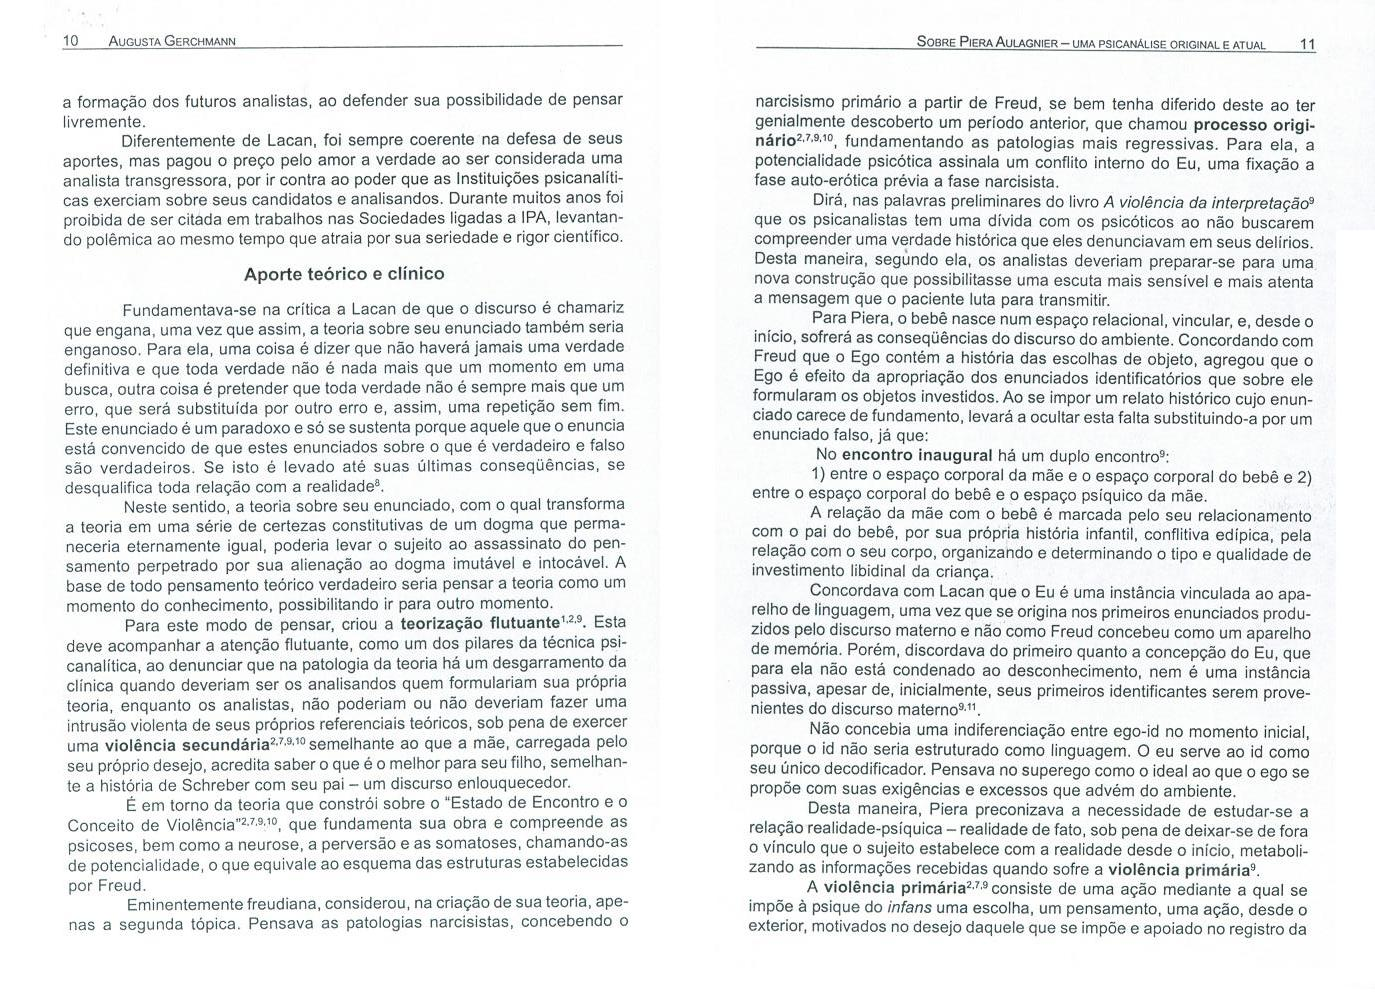 10 AUGUSTA GERCHMANN
a formação dos futuros analistas, ao defender sua possibilidade de pensar
livremente.
Diferentemente de Lacan, foi sempre coerente na defesa de seus
aportes, mas pagou o preço pelo amor a verdade ao ser considerada uma
analista transgressora, por ir contra ao poder que as Instituições psicanalíti-
cas exerciam sobre seus candidatos e analisandos. Durante muitos anos foi
proibida de ser citada em trabalhos nas Sociedades ligadas a IPA, levantan-
do polêmica ao mesmo tempo que atraia por sua seriedade e rigor científico.
Aporte teórico e clínico
Fundamentava-se na crítica a Lacan de que o discurso é chamariz
que engana, uma vez que assim, a teoria sobre seu enunciado também seria
enganoso. Para ela, uma coisa é dizer que não haverá jamais uma verdade
definitiva e que toda verdade não é nada mais que um momento em uma
busca, outra coisa é pretender que toda verdade não é sempre mais que um
erro, que será substituída por outro erro e, assim, uma repetição sem fim.
Este enunciado é um paradoxo e só se sustenta porque aquele que o enuncia
está convencido de que estes enunciados sobre o que é verdadeiro e falso
são verdadeiros. Se isto é levado até suas últimas conseqüências, se
desqualifica toda relação com a realidade⁸.
Neste sentido, a teoria sobre seu enunciado, com o qual transforma
a teoria em uma série de certezas constitutivas de um dogma que perma-
neceria eternamente igual, poderia levar o sujeito ao assassinato do pen-
samento perpetrado por sua alienação ao dogma imutável e intocável. A
base de todo pensamento teórico verdadeiro seria pensar a teoria como um
momento do conhecimento, possibilitando ir para outro momento.
Para este modo de pensar, criou a teorização flutuante¹,²,⁹. Esta
deve acompanhar a atenção flutuante, como um dos pilares da técnica psi-
canalítica, ao denunciar que na patologia da teoria há um desgarramento da
clínica quando deveriam ser os analisandos quem formulariam sua própria
teoria, enquanto os analistas, não poderiam ou não deveriam fazer uma
intrusão violenta de seus próprios referenciais teóricos, sob pena de exercer
uma violência secundária²,⁷,⁹,¹⁰ semelhante ao que a mãe, carregada pelo
seu próprio desejo, acredita saber o que é o melhor para seu filho, semelhan-
te a história de Schreber com seu pai – um discurso enlouquecedor.
É em torno da teoria que constrói sobre o "Estado de Encontro e o
Conceito de Violência"²,⁷,⁹,¹⁰, que fundamenta sua obra e compreende as
psicoses, bem como a neurose, a perversão e as somatoses, chamando-as
de potencialidade, o que equivale ao esquema das estruturas estabelecidas
por Freud.
Eminentemente freudiana, considerou, na criação de sua teoria, ape-
nas a segunda tópica. Pensava as patologias narcisistas, concebendo o
SOBRE PIERA AULAGNIER – UMA PSICANÁLISE ORIGINAL E ATUAL 11
narcisismo primário a partir de Freud, se bem tenha diferido deste ao ter
genialmente descoberto um período anterior, que chamou processo origi-
nário²,⁷,⁹,¹⁰, fundamentando as patologias mais regressivas. Para ela, a
potencialidade psicótica assinala um conflito interno do Eu, uma fixação a
fase auto-erótica prévia a fase narcisista.
Dirá, nas palavras preliminares do livro A violência da interpretação⁹
que os psicanalistas tem uma dívida com os psicóticos ao não buscarem
compreender uma verdade histórica que eles denunciavam em seus delírios.
Desta maneira, segundo ela, os analistas deveriam preparar-se para uma
nova construção que possibilitasse uma escuta mais sensível e mais atenta
a mensagem que o paciente luta para transmitir.
Para Piera, o bebê nasce num espaço relacional, vincular, e, desde o
início, sofrerá as conseqüências do discurso do ambiente. Concordando com
Freud que o Ego contém a história das escolhas de objeto, agregou que o
Ego é efeito da apropriação dos enunciados identificatórios que sobre ele
formularam os objetos investidos. Ao se impor um relato histórico cujo enun-
ciado carece de fundamento, levará a ocultar esta falta substituindo-a por um
enunciado falso, já que:
No encontro inaugural há um duplo encontro⁹:
1) entre o espaço corporal da mãe e o espaço corporal do bebê e 2)
entre o espaço corporal do bebê e o espaço psíquico da mãe.
A relação da mãe com o bebê é marcada pelo seu relacionamento
com o pai do bebê, por sua própria história infantil, conflitiva edípica, pela
relação com o seu corpo, organizando e determinando o tipo e qualidade de
investimento libidinal da criança.
Concordava com Lacan que o Eu é uma instância vinculada ao apa-
relho de linguagem, uma vez que se origina nos primeiros enunciados produ-
zidos pelo discurso materno e não como Freud concebeu como um aparelho
de memória. Porém, discordava do primeiro quanto a concepção do Eu, que
para ela não está condenado ao desconhecimento, nem é uma instância
passiva, apesar de, inicialmente, seus primeiros identificantes serem prove-
nientes do discurso materno⁹,¹¹.
Não concebia uma indiferenciação entre ego-id no momento inicial,
porque o id não seria estruturado como linguagem. O eu serve ao id como
seu único decodificador. Pensava no superego como o ideal ao que o ego se
propõe com suas exigências e excessos que advém do ambiente.
Desta maneira, Piera preconizava a necessidade de estudar-se a
relação realidade-psíquica – realidade de fato, sob pena de deixar-se de fora
o vínculo que o sujeito estabelece com a realidade desde o início, metaboli-
zando as informações recebidas quando sofre a violência primária⁹.
A violência primária²,⁷,⁹ consiste de uma ação mediante a qual se
impõe à psique do infans uma escolha, um pensamento, uma ação, desde o
exterior, motivados no desejo daquele que se impõe e apoiado no registro da